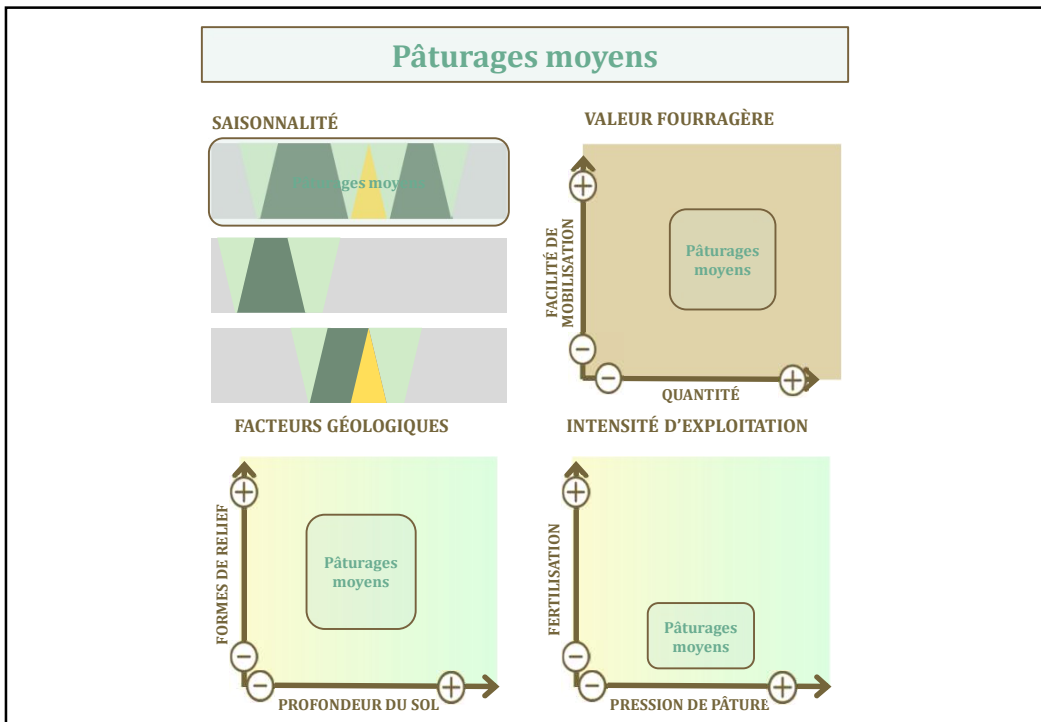 Pâturages moyens
SAISONNALITÉ
Pâturages moyens
VALEUR FOURRAGÈRE
FACILITÉ DE
MOBILISATION
Pâturages
moyens
QUANTITÉ
FACTEURS GÉOLOGIQUES
FORMES DE RELIEF
Pâturages
moyens
PROFONDEUR DU SOL
INTENSITÉ D'EXPLOITATION
FERTILISATION
Pâturages
moyens
PRESSION DE PÂTURE